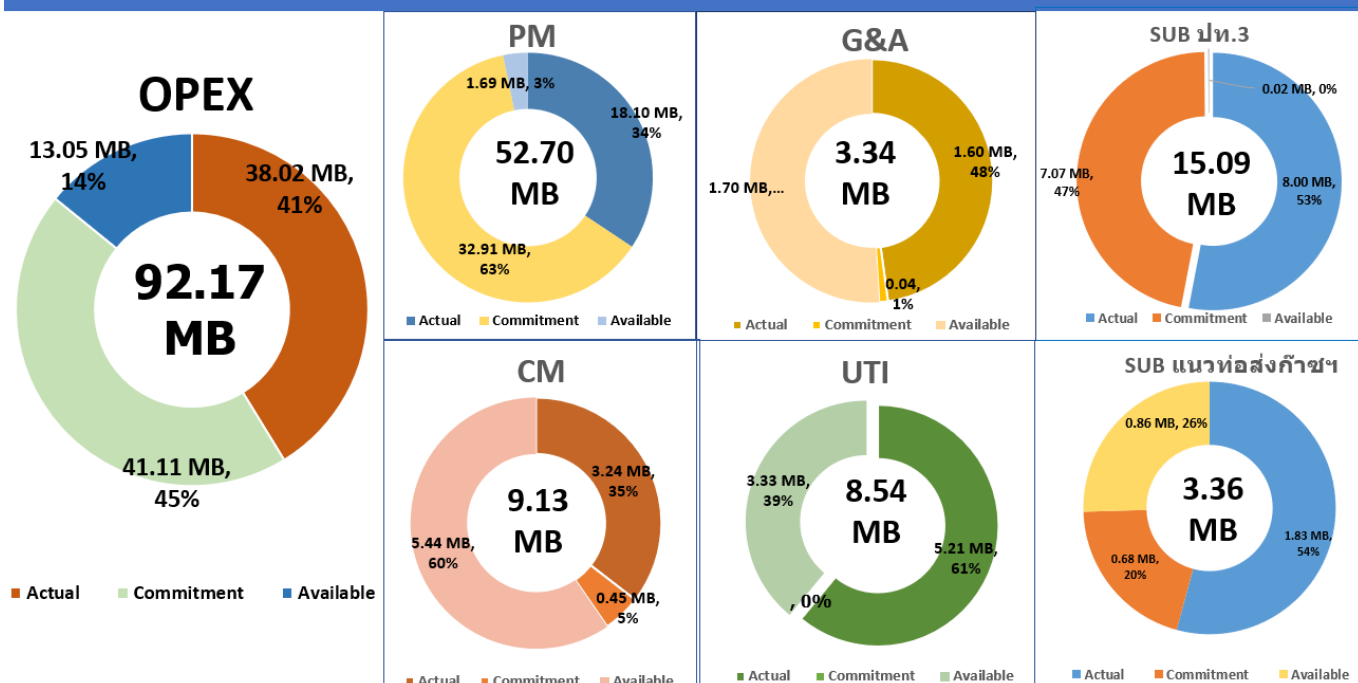 OPEX
13.05 MB,
14%
38.02 MB,
41%
92.17
MB
41.11 MB,
45%
Actual Commitment Available
PM
1.69 MB, 3%
18.10 MB,
34%
52.70
MB
32.91 MB,
63%
Actual Commitment Available
G&A
1.60 MB,
48%
3.34
MB
1.70 MB,...
0.04,
1%
Actual Commitment Available
SUB ปท.3
0.02 MB, 0%
7.07 MB,
47%
15.09
MB
8.00 MB,
53%
Actual Commitment Available
CM
3.24 MB,
35%
9.13
MB
5.44 MB,
60%
0.45 MB,
5%
Actual Commitment Available
UTI
3.33 MB,
39%
8.54
MB
5.21 MB,
61%
, 0%
Actual Commitment Available
SUB แนวท่อส่งก๊าซฯ
0.86 MB, 26%
3.36
MB
1.83 MB,
54%
0.68 MB,
20%
Actual Commitment Available